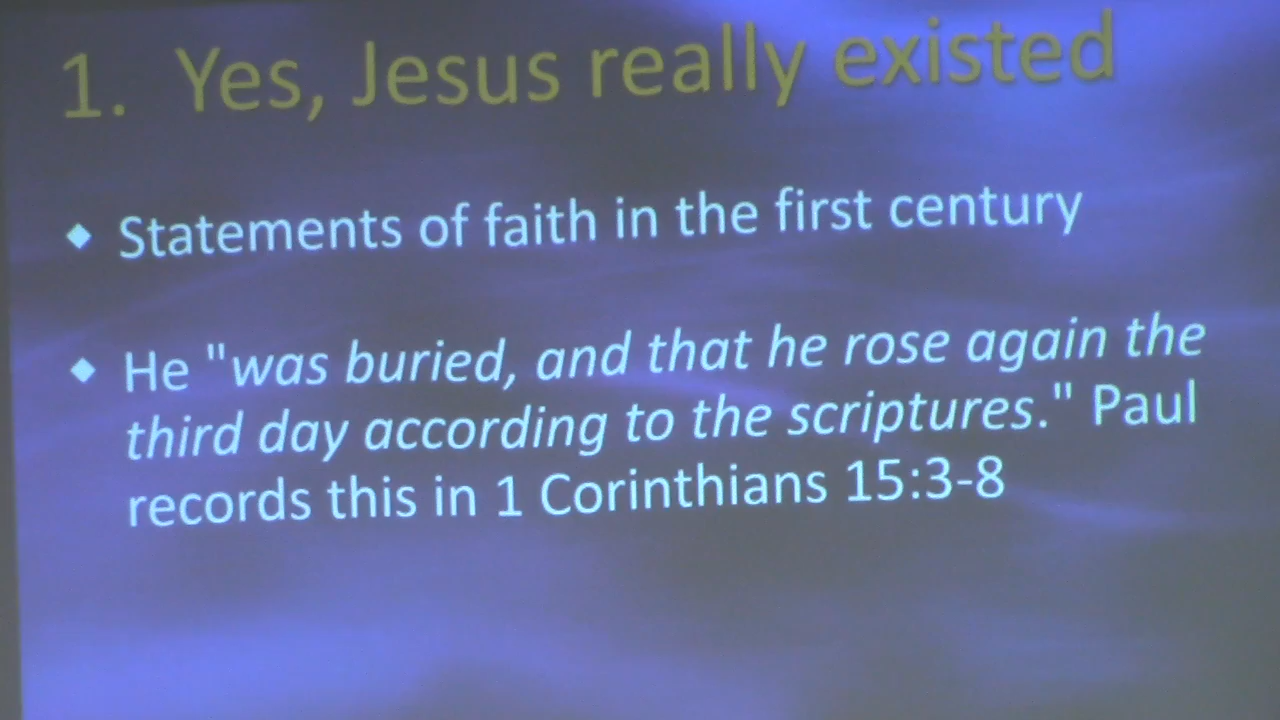 1. Yes, Jesus really existed
◆ Statements of faith in the first century
◆ He "was buried, and that he rose again the
third day according to the scriptures." Paul
records this in 1 Corinthians 15:3-8